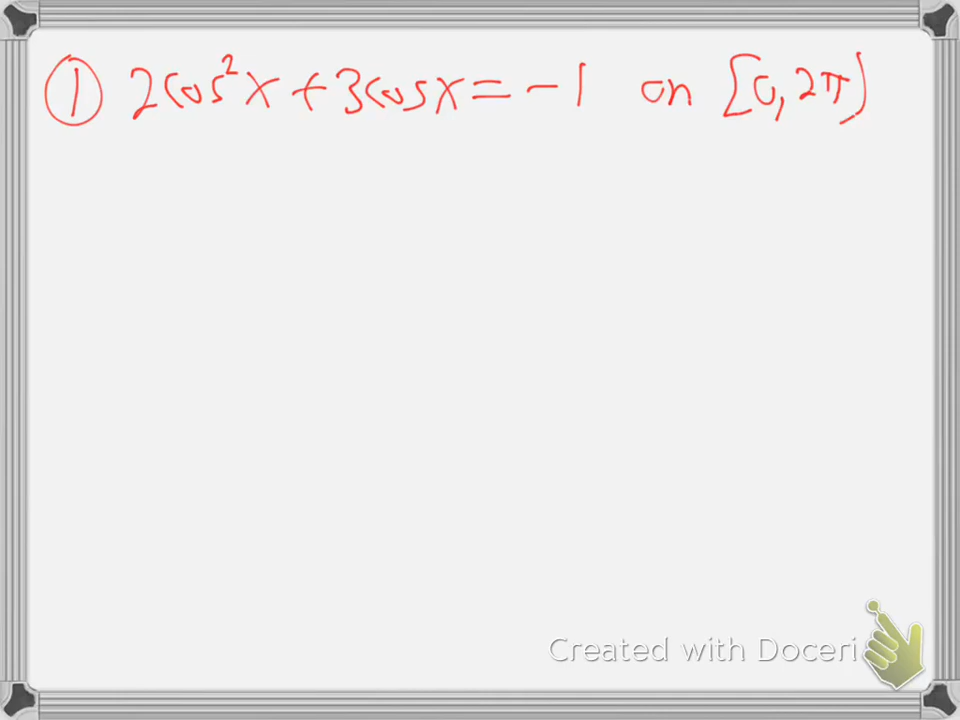 ① 2cos²x + 3cosx = -1 on [0, 2π)
Created with Doceri